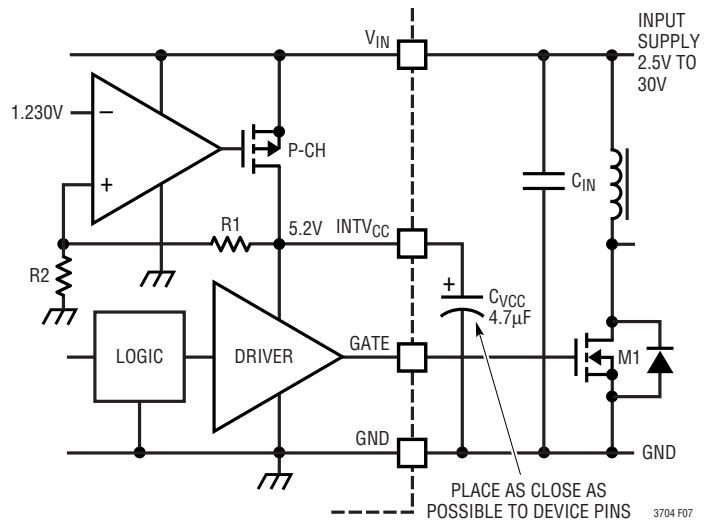 V_IN
INPUT
SUPPLY
2.5V TO
30V
1.230V
−
P-CH
+
C_IN
R1
5.2V
INTV_CC
R2
+
C_VCC
4.7µF
LOGIC
DRIVER
GATE
M1
GND
GND
PLACE AS CLOSE AS
POSSIBLE TO DEVICE PINS
3704 F07